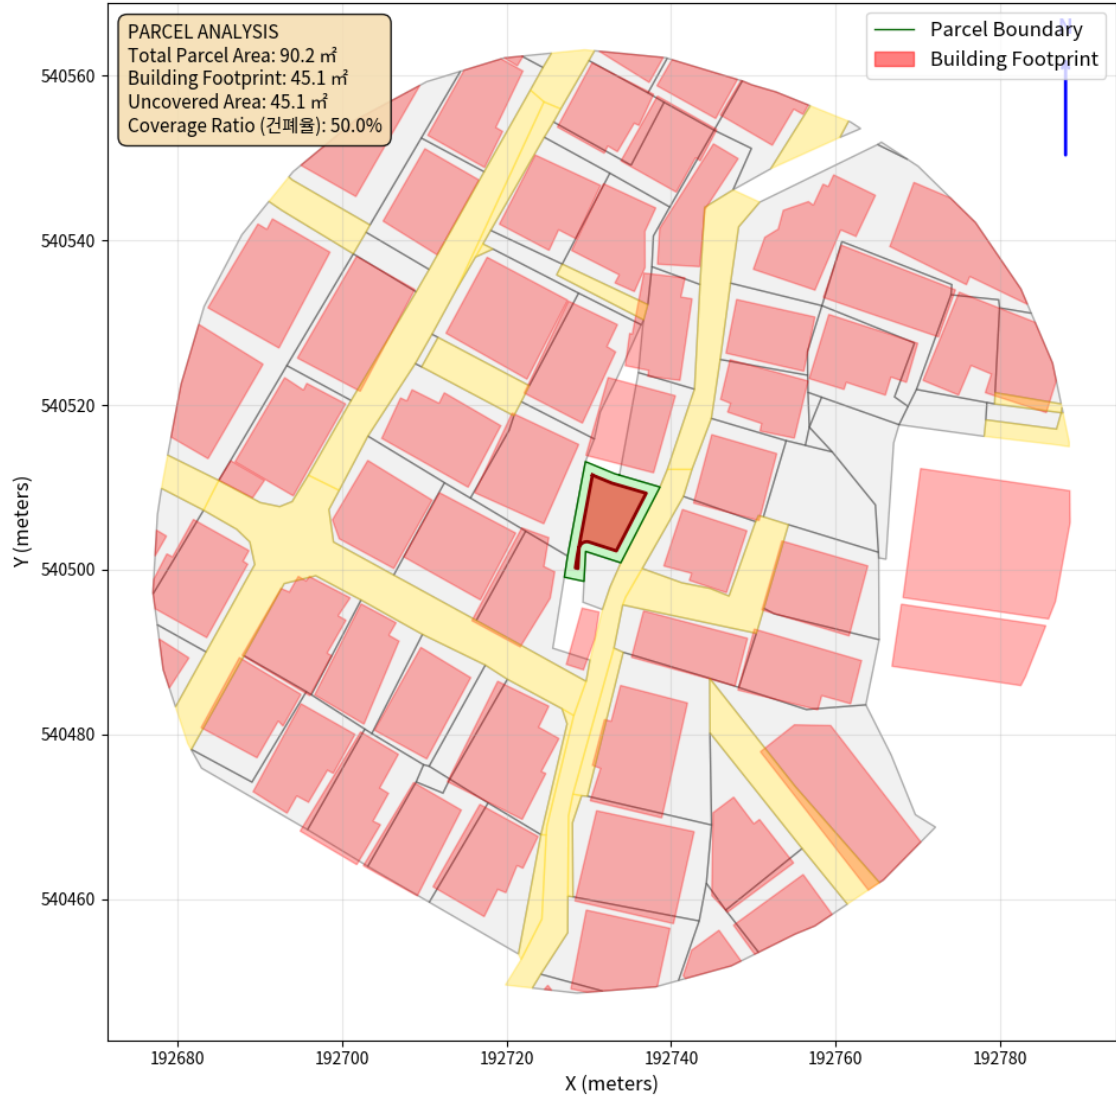 PARCEL ANALYSIS
Total Parcel Area: 90.2 ㎡
Building Footprint: 45.1 ㎡
Uncovered Area: 45.1 ㎡
Coverage Ratio (건폐율): 50.0%
N
Parcel Boundary
Building Footprint
540560
540540
540520
540500
540480
540460
Y (meters)
192680 192700 192720 192740 192760 192780
X (meters)